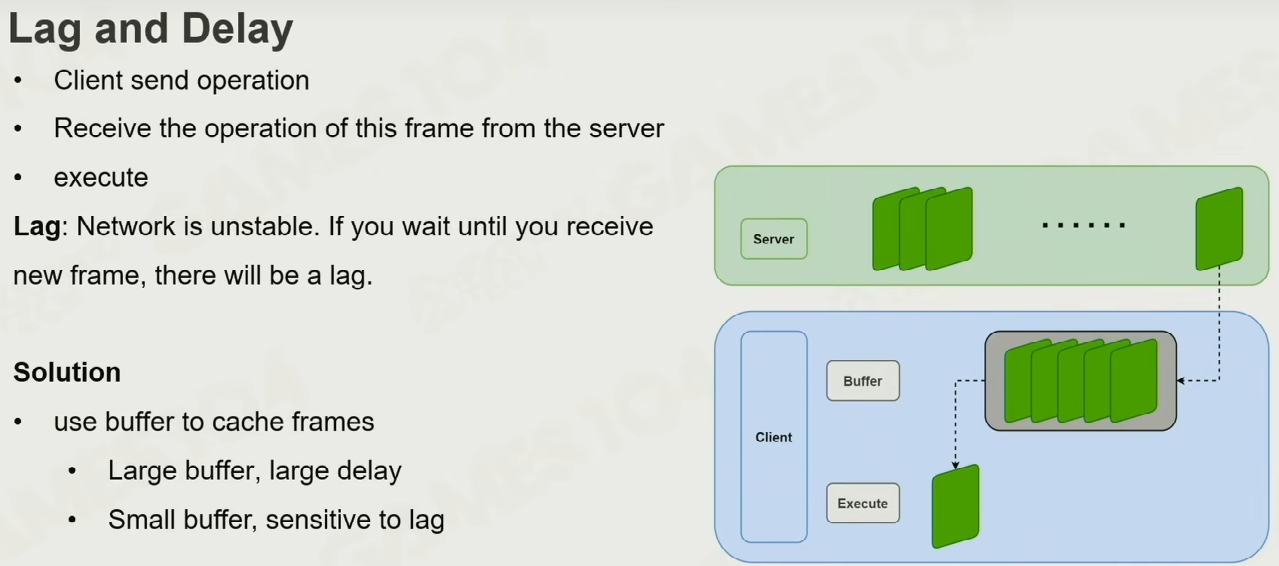 Lag and Delay
• Client send operation
• Receive the operation of this frame from the server
• execute
Lag: Network is unstable. If you wait until you receive
new frame, there will be a lag.
Solution
• use buffer to cache frames
• Large buffer, large delay
• Small buffer, sensitive to lag
Server
......
Client
Buffer
Execute
GAMES104